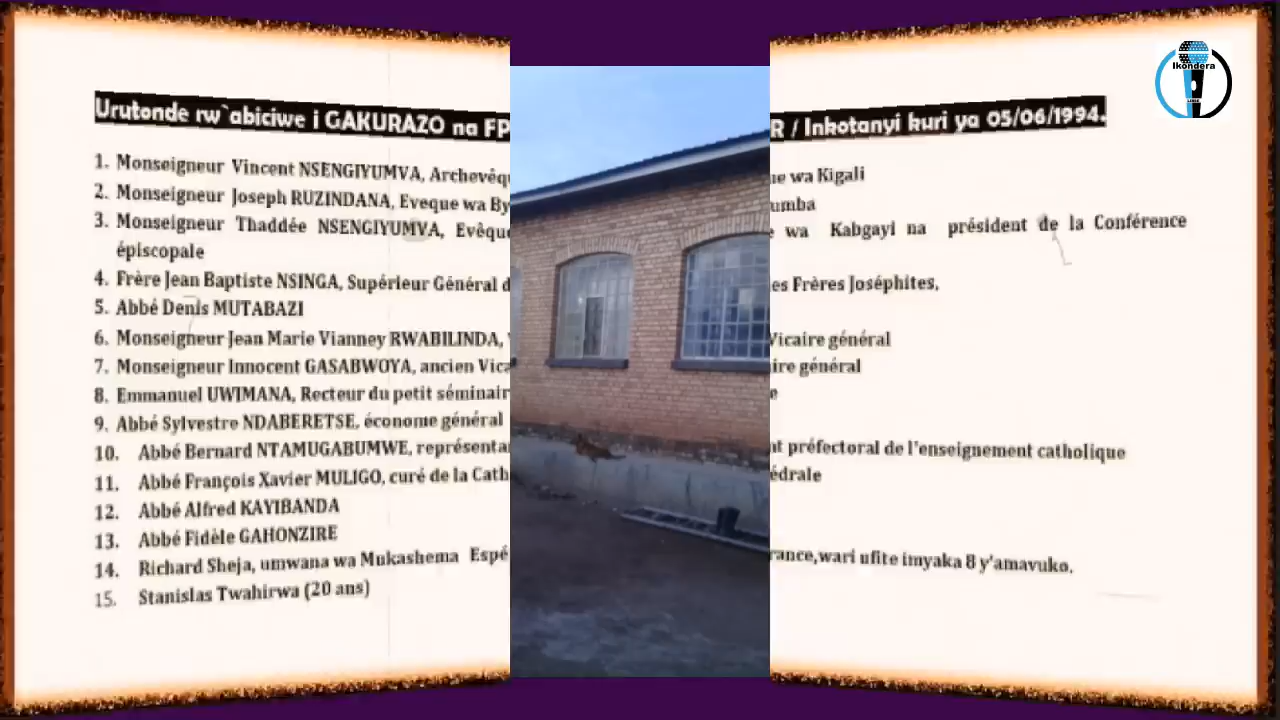 Urutonde rw`abiciwe i GAKURAZO na FP R / Inkotanyi kuri ya 05/06/1994.
1. Monseigneur Vincent NSENGIYUMVA, Archevêqu e wa Kigali
2. Monseigneur Joseph RUZINDANA, Eveque wa By umba
3. Monseigneur Thaddée NSENGIYUMVA, Evêqu e wa Kabgayi na président de la Conférence
épiscopale
4. Frère Jean Baptiste NSINGA, Supérieur Général d es Frères Joséphites,
5. Abbé Denis MUTABAZI
6. Monseigneur Jean Marie Vianney RWABILINDA, Vicaire général
7. Monseigneur Innocent GASABWOYA, ancien Vica ire général
8. Emmanuel UWIMANA, Recteur du petit séminair e
9. Abbé Sylvestre NDABERETSE, économe général
10. Abbé Bernard NTAMUGABUMWE, représenta nt préfectoral de l'enseignement catholique
11. Abbé François Xavier MULIGO, curé de la Cath édrale
12. Abbé Alfred KAYIBANDA
13. Abbé Fidèle GAHONZIRE
14. Richard Sheja, umwana wa Mukashema Espé rance,wari ufite imyaka 8 y'amavuko.
15. Stanislas Twahirwa (20 ans)
Ikondera
LIBRE